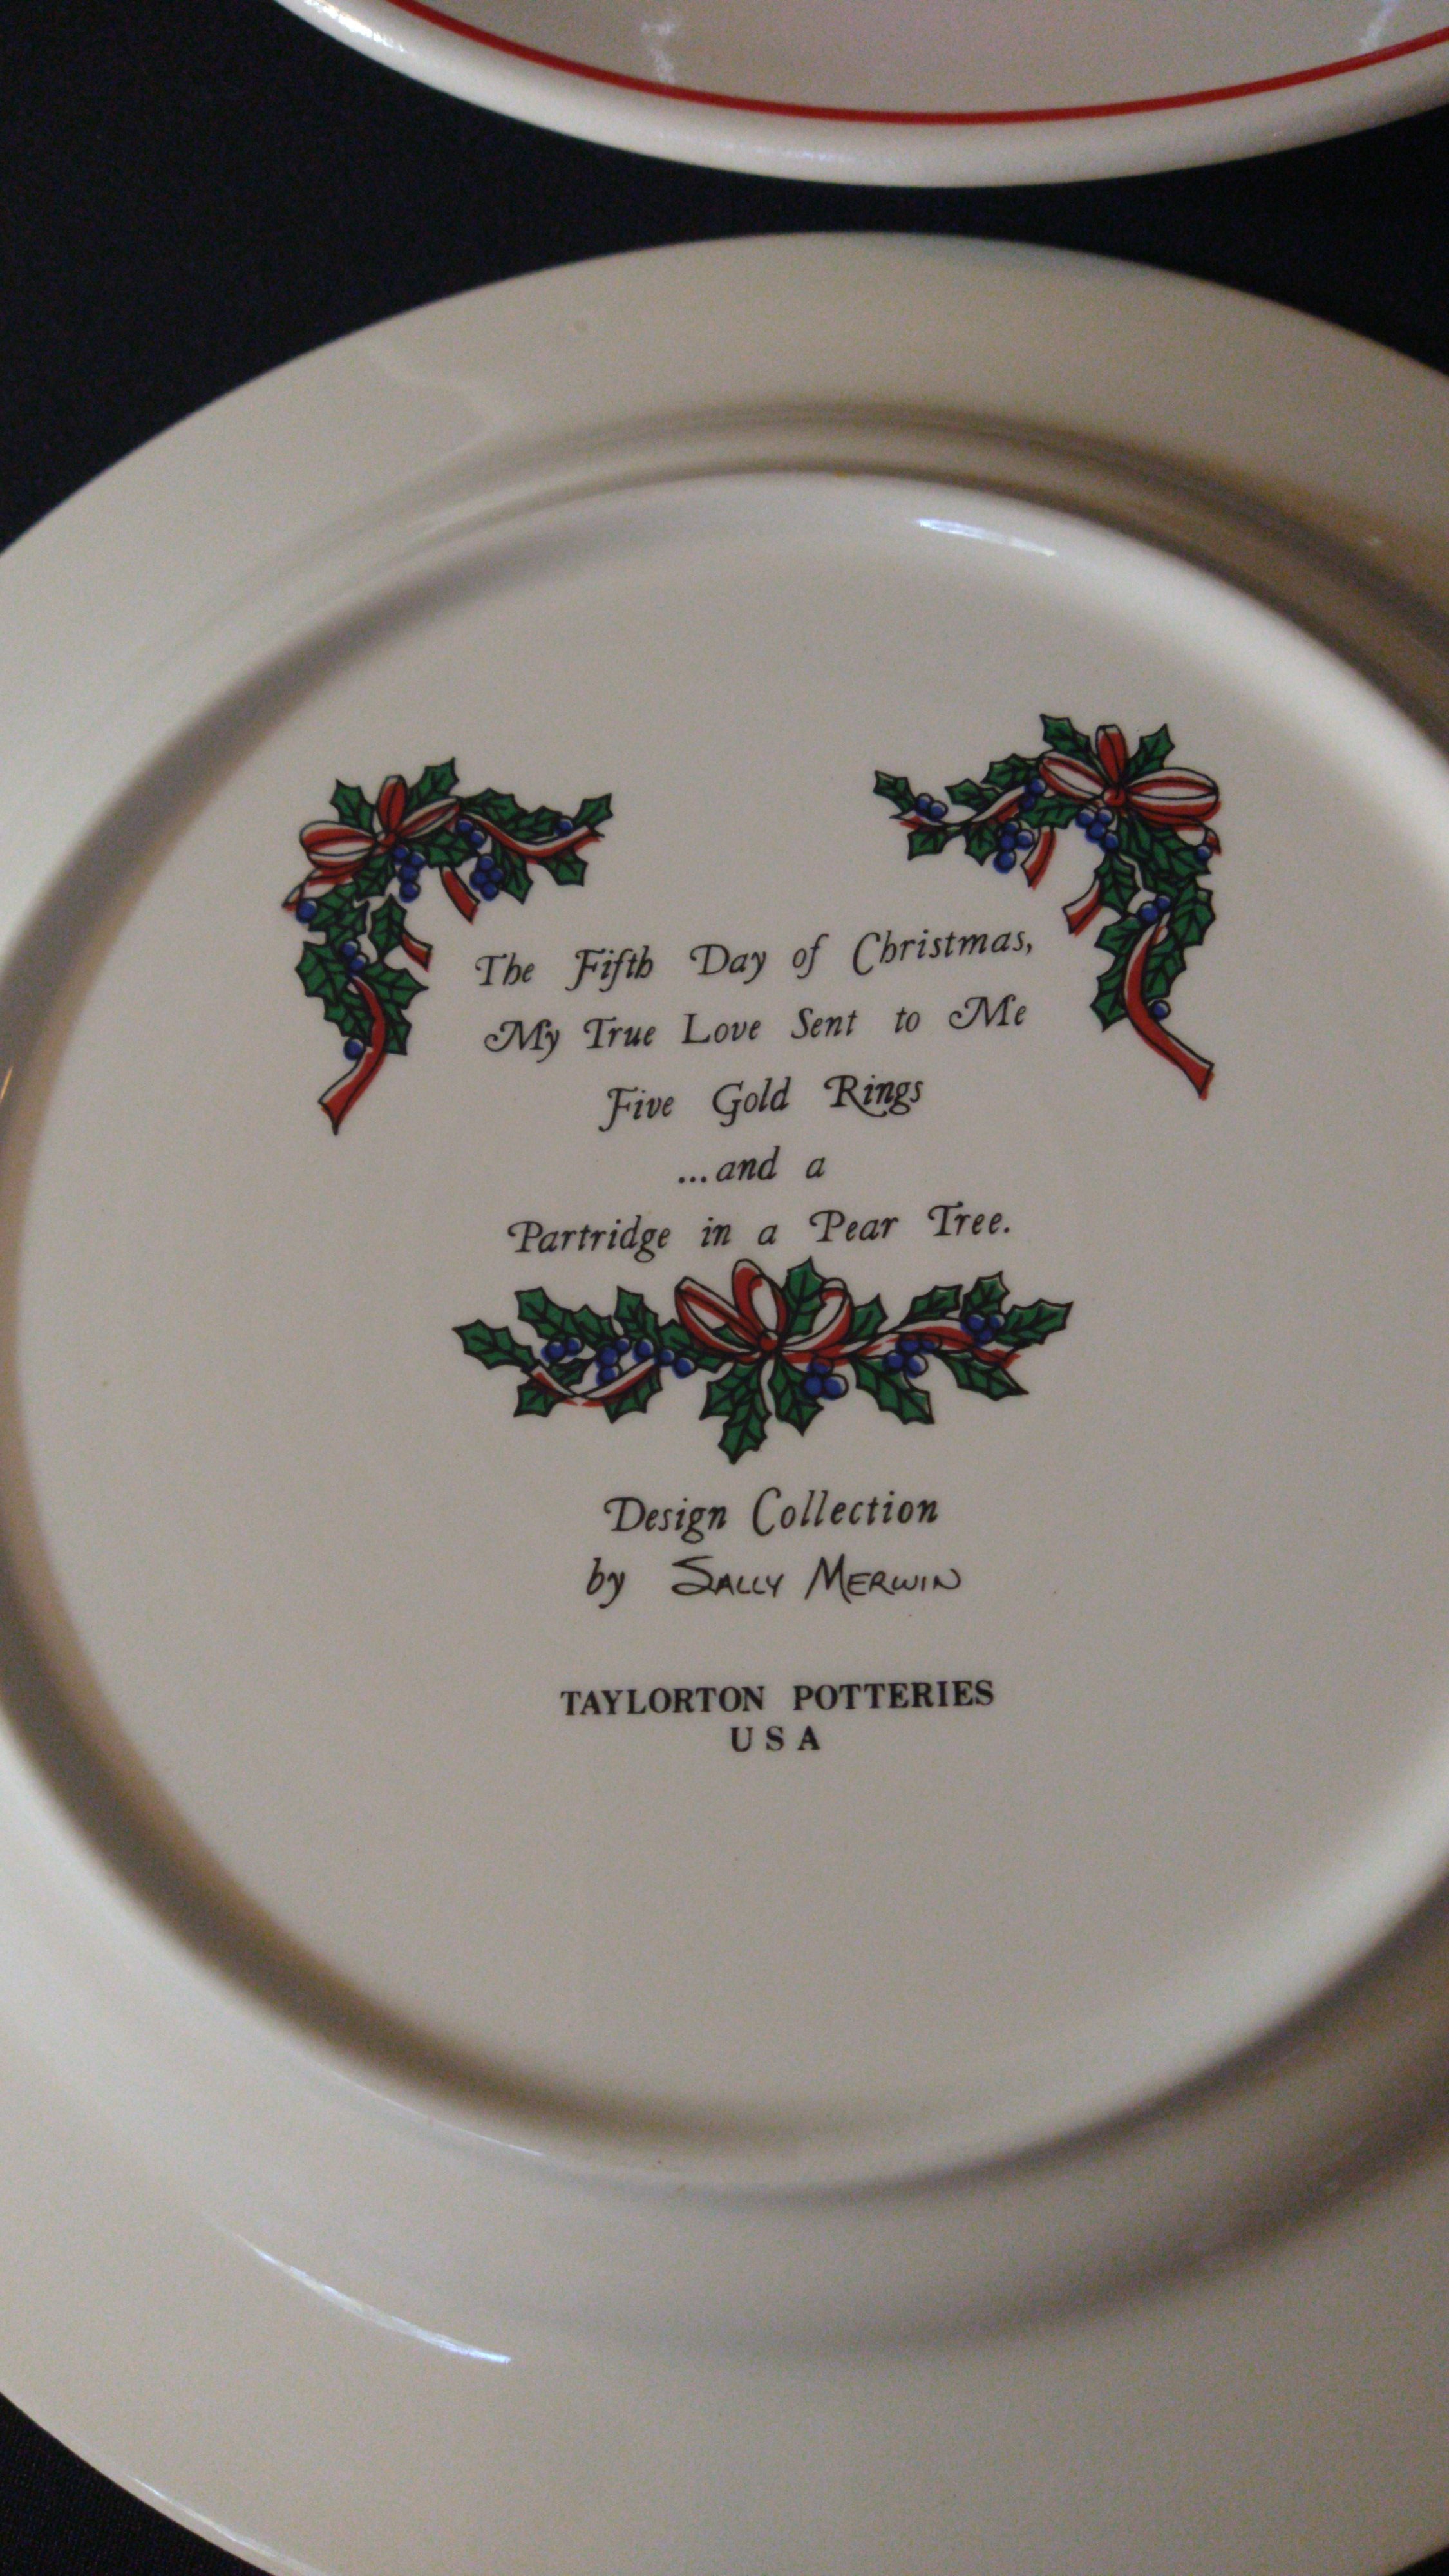 The Fifth Day of Christmas,
My True Love Sent to Me
Five Gold Rings
...and a
Partridge in a Pear Tree.
Design Collection
by SALLY MERWIN
TAYLORTON POTTERIES
USA